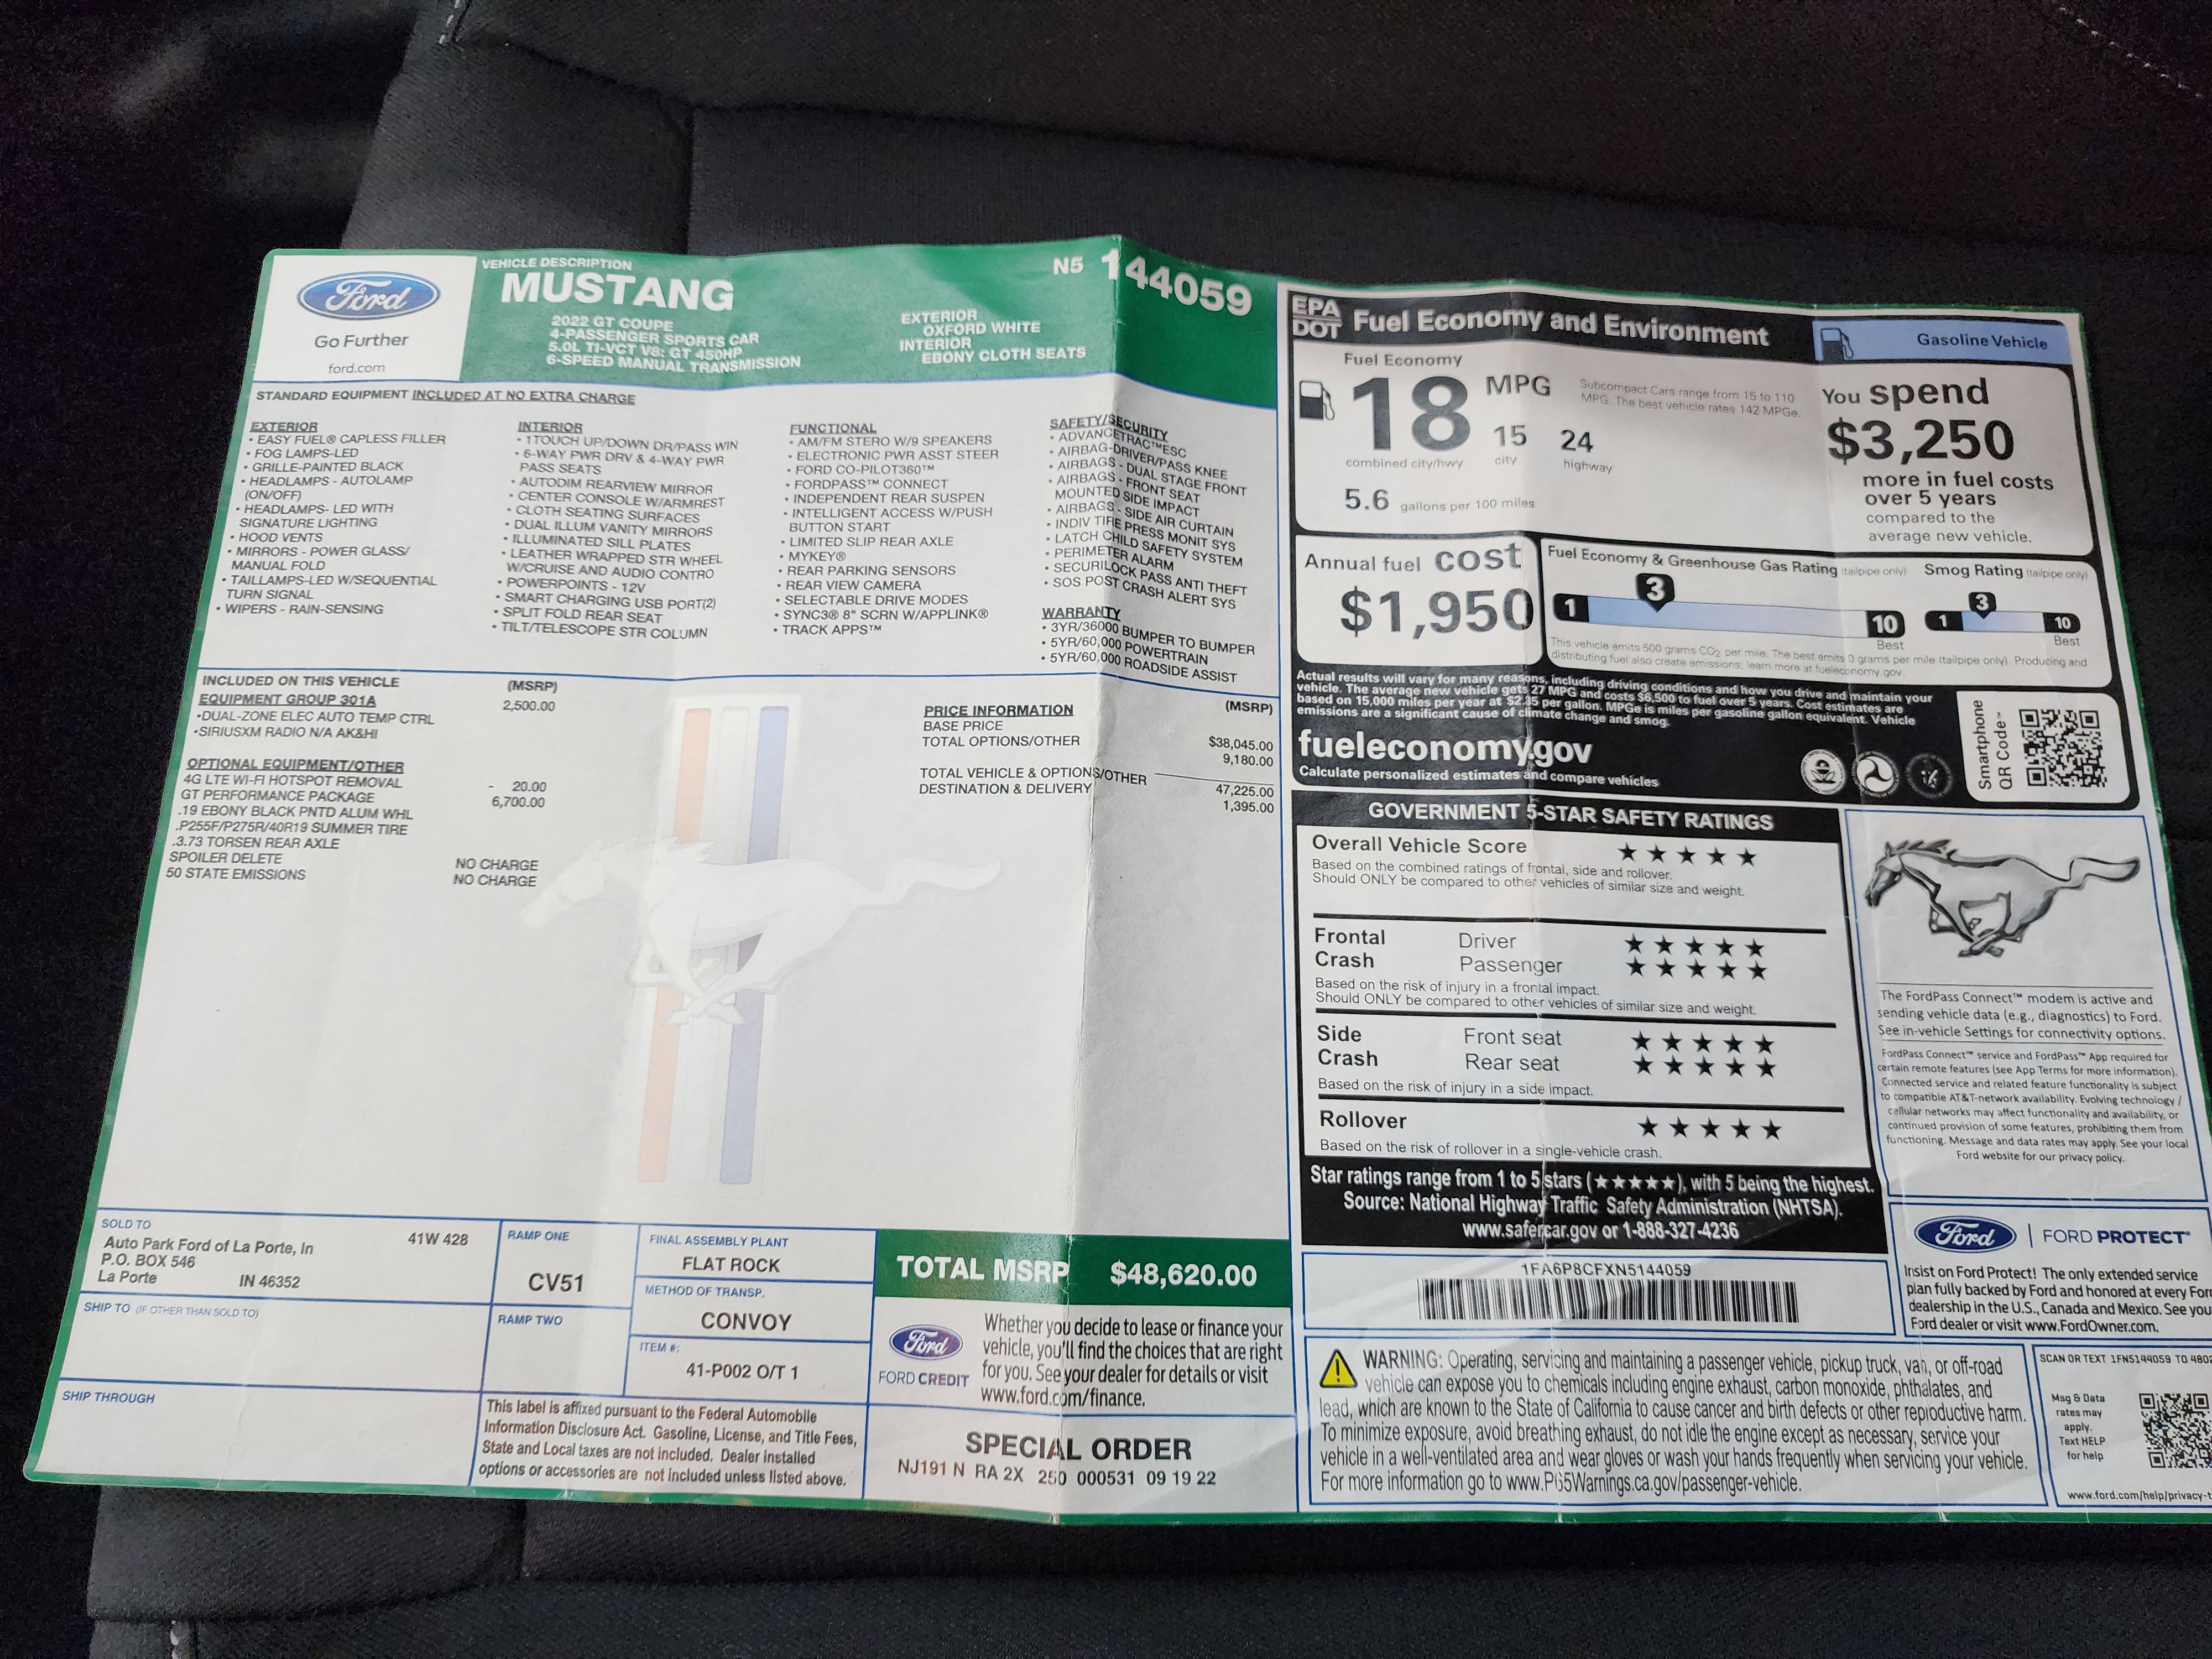 Ford
Go Further
ford.com
VEHICLE DESCRIPTION
MUSTANG
2022 GT COUPE
4-PASSENGER SPORTS CAR
5.0L TI-VCT V8: GT 450HP
6-SPEED MANUAL TRANSMISSION
N5 144059
EXTERIOR
OXFORD WHITE
INTERIOR
EBONY CLOTH SEATS
STANDARD EQUIPMENT INCLUDED AT NO EXTRA CHARGE
EXTERIOR
• EASY FUEL® CAPLESS FILLER
• FOG LAMPS-LED
• GRILLE-PAINTED BLACK
• HEADLAMPS - AUTOLAMP
(ON/OFF)
• HEADLAMPS- LED WITH
SIGNATURE LIGHTING
• HOOD VENTS
• MIRRORS - POWER GLASS/
MANUAL FOLD
• TAILLAMPS-LED W/SEQUENTIAL
TURN SIGNAL
• WIPERS - RAIN-SENSING
INTERIOR
• 1TOUCH UP/DOWN DR/PASS WIN
• 6-WAY PWR DRV & 4-WAY PWR
PASS SEATS
• AUTODIM REARVIEW MIRROR
• CENTER CONSOLE W/ARMREST
• CLOTH SEATING SURFACES
• DUAL ILLUM VANITY MIRRORS
• ILLUMINATED SILL PLATES
• LEATHER WRAPPED STR WHEEL
W/CRUISE AND AUDIO CONTRO
• POWERPOINTS - 12V
• SMART CHARGING USB PORT(2)
• SPLIT FOLD REAR SEAT
• TILT/TELESCOPE STR COLUMN
FUNCTIONAL
• AM/FM STERO W/9 SPEAKERS
• ELECTRONIC PWR ASST STEER
• FORD CO-PILOT360™
• FORDPASS™ CONNECT
• INDEPENDENT REAR SUSPEN
• INTELLIGENT ACCESS W/PUSH
BUTTON START
• LIMITED SLIP REAR AXLE
• MYKEY®
• REAR PARKING SENSORS
• REAR VIEW CAMERA
• SELECTABLE DRIVE MODES
• SYNC3® 8" SCRN W/APPLINK®
• TRACK APPS™
SAFETY/SECURITY
• ADVANCETRAC™ESC
• AIRBAG-DRIVER/PASS KNEE
• AIRBAGS - DUAL STAGE FRONT
• AIRBAGS - FRONT SEAT
MOUNTED SIDE IMPACT
• AIRBAGS - SIDE AIR CURTAIN
• INDIV TIRE PRESS MONIT SYS
• LATCH CHILD SAFETY SYSTEM
• PERIMETER ALARM
• SECURILOCK PASS ANTI THEFT
• SOS POST CRASH ALERT SYS
WARRANTY
• 3YR/36000 BUMPER TO BUMPER
• 5YR/60,000 POWERTRAIN
• 5YR/60,000 ROADSIDE ASSIST
INCLUDED ON THIS VEHICLE (MSRP)
EQUIPMENT GROUP 301A 2,500.00
•DUAL-ZONE ELEC AUTO TEMP CTRL
•SIRIUSXM RADIO N/A AK&HI
OPTIONAL EQUIPMENT/OTHER
4G LTE WI-FI HOTSPOT REMOVAL - 20.00
GT PERFORMANCE PACKAGE 6,700.00
.19 EBONY BLACK PNTD ALUM WHL
.P255F/P275R/40R19 SUMMER TIRE
.3.73 TORSEN REAR AXLE
SPOILER DELETE NO CHARGE
50 STATE EMISSIONS NO CHARGE
PRICE INFORMATION (MSRP)
BASE PRICE $38,045.00
TOTAL OPTIONS/OTHER 9,180.00
TOTAL VEHICLE & OPTIONS/OTHER 47,225.00
DESTINATION & DELIVERY 1,395.00
SOLD TO
Auto Park Ford of La Porte, In 41W 428
P.O. BOX 546
La Porte IN 46352
SHIP TO (IF OTHER THAN SOLD TO)
SHIP THROUGH
RAMP ONE
CV51
RAMP TWO
FINAL ASSEMBLY PLANT
FLAT ROCK
METHOD OF TRANSP.
CONVOY
ITEM #:
41-P002 O/T 1
This label is affixed pursuant to the Federal Automobile
Information Disclosure Act. Gasoline, License, and Title Fees,
State and Local taxes are not included. Dealer installed
options or accessories are not included unless listed above.
TOTAL MSRP $48,620.00
Ford
FORD CREDIT
Whether you decide to lease or finance your
vehicle, you'll find the choices that are right
for you. See your dealer for details or visit
www.ford.com/finance.
SPECIAL ORDER
NJ191 N RA 2X 250 000531 09 19 22
EPA
DOT
Fuel Economy and Environment
Gasoline Vehicle
Fuel Economy
18 MPG
combined city/hwy
15
city
24
highway
5.6 gallons per 100 miles
Subcompact Cars range from 15 to 110
MPG. The best vehicle rates 142 MPGe.
You spend
$3,250
more in fuel costs
over 5 years
compared to the
average new vehicle.
Annual fuel cost
$1,950
Fuel Economy & Greenhouse Gas Rating (tailpipe only)
1 3 10
Best
Smog Rating (tailpipe only)
1 3 10
Best
This vehicle emits 500 grams CO2 per mile. The best emits 0 grams per mile (tailpipe only). Producing and
distributing fuel also create emissions; learn more at fueleconomy.gov.
Actual results will vary for many reasons, including driving conditions and how you drive and maintain your
vehicle. The average new vehicle gets 27 MPG and costs $6,500 to fuel over 5 years. Cost estimates are
based on 15,000 miles per year at $2.35 per gallon. MPGe is miles per gasoline gallon equivalent. Vehicle
emissions are a significant cause of climate change and smog.
fueleconomy.gov
Calculate personalized estimates and compare vehicles
Smartphone
QR Code™
GOVERNMENT 5-STAR SAFETY RATINGS
Overall Vehicle Score ★★★★★
Based on the combined ratings of frontal, side and rollover.
Should ONLY be compared to other vehicles of similar size and weight.
Frontal Driver ★★★★★
Crash Passenger ★★★★★
Based on the risk of injury in a frontal impact.
Should ONLY be compared to other vehicles of similar size and weight.
Side Front seat ★★★★★
Crash Rear seat ★★★★★
Based on the risk of injury in a side impact.
Rollover ★★★★★
Based on the risk of rollover in a single-vehicle crash.
Star ratings range from 1 to 5 stars (★★★★★), with 5 being the highest.
Source: National Highway Traffic Safety Administration (NHTSA).
www.safercar.gov or 1-888-327-4236
1FA6P8CFXN5144059
The FordPass Connect™ modem is active and
sending vehicle data (e.g., diagnostics) to Ford.
See in-vehicle Settings for connectivity options.
FordPass Connect™ service and FordPass™ App required for
certain remote features (see App Terms for more information).
Connected service and related feature functionality is subject
to compatible AT&T-network availability. Evolving technology /
cellular networks may affect functionality and availability, or
continued provision of some features, prohibiting them from
functioning. Message and data rates may apply. See your local
Ford website for our privacy policy.
Ford FORD PROTECT®
Insist on Ford Protect! The only extended service
plan fully backed by Ford and honored at every For
dealership in the U.S., Canada and Mexico. See you
Ford dealer or visit www.FordOwner.com.
WARNING: Operating, servicing and maintaining a passenger vehicle, pickup truck, van, or off-road
vehicle can expose you to chemicals including engine exhaust, carbon monoxide, phthalates, and
lead, which are known to the State of California to cause cancer and birth defects or other reproductive harm.
To minimize exposure, avoid breathing exhaust, do not idle the engine except as necessary, service your
vehicle in a well-ventilated area and wear gloves or wash your hands frequently when servicing your vehicle.
For more information go to www.P65Warnings.ca.gov/passenger-vehicle.
SCAN OR TEXT 1FN5144059 TO 480
Msg & Data
rates may
apply.
Text HELP
for help
www.ford.com/help/privacy-t